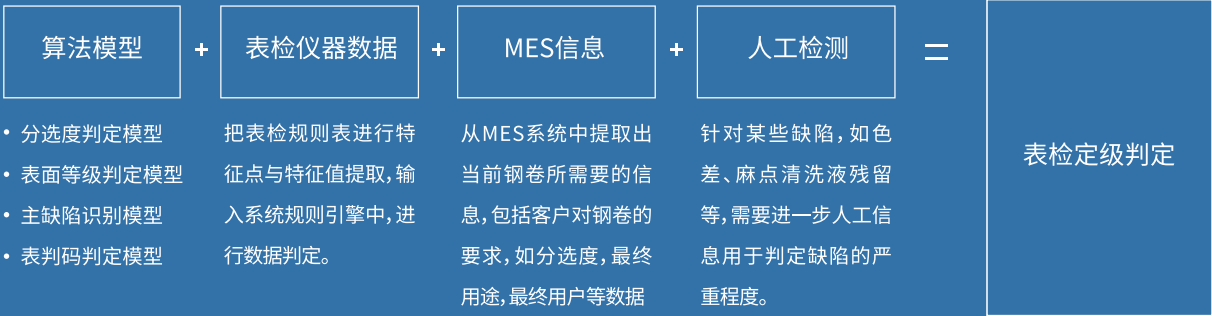 算法模型 + 表检仪器数据 + MES信息 + 人工检测 =
• 分选度判定模型
• 表面等级判定模型
• 主缺陷识别模型
• 表判码判定模型
把表检规则表进行特
征点与特征值提取,输
入系统规则引擎中,进
行数据判定。
从MES系统中提取出
当前钢卷所需要的信
息,包括客户对钢卷的
要求,如分选度,最终
用途,最终用户等数据
针对某些缺陷,如色
差、麻点清洗液残留
等,需要进一步人工信
息用于判定缺陷的严
重程度。
表检定级判定